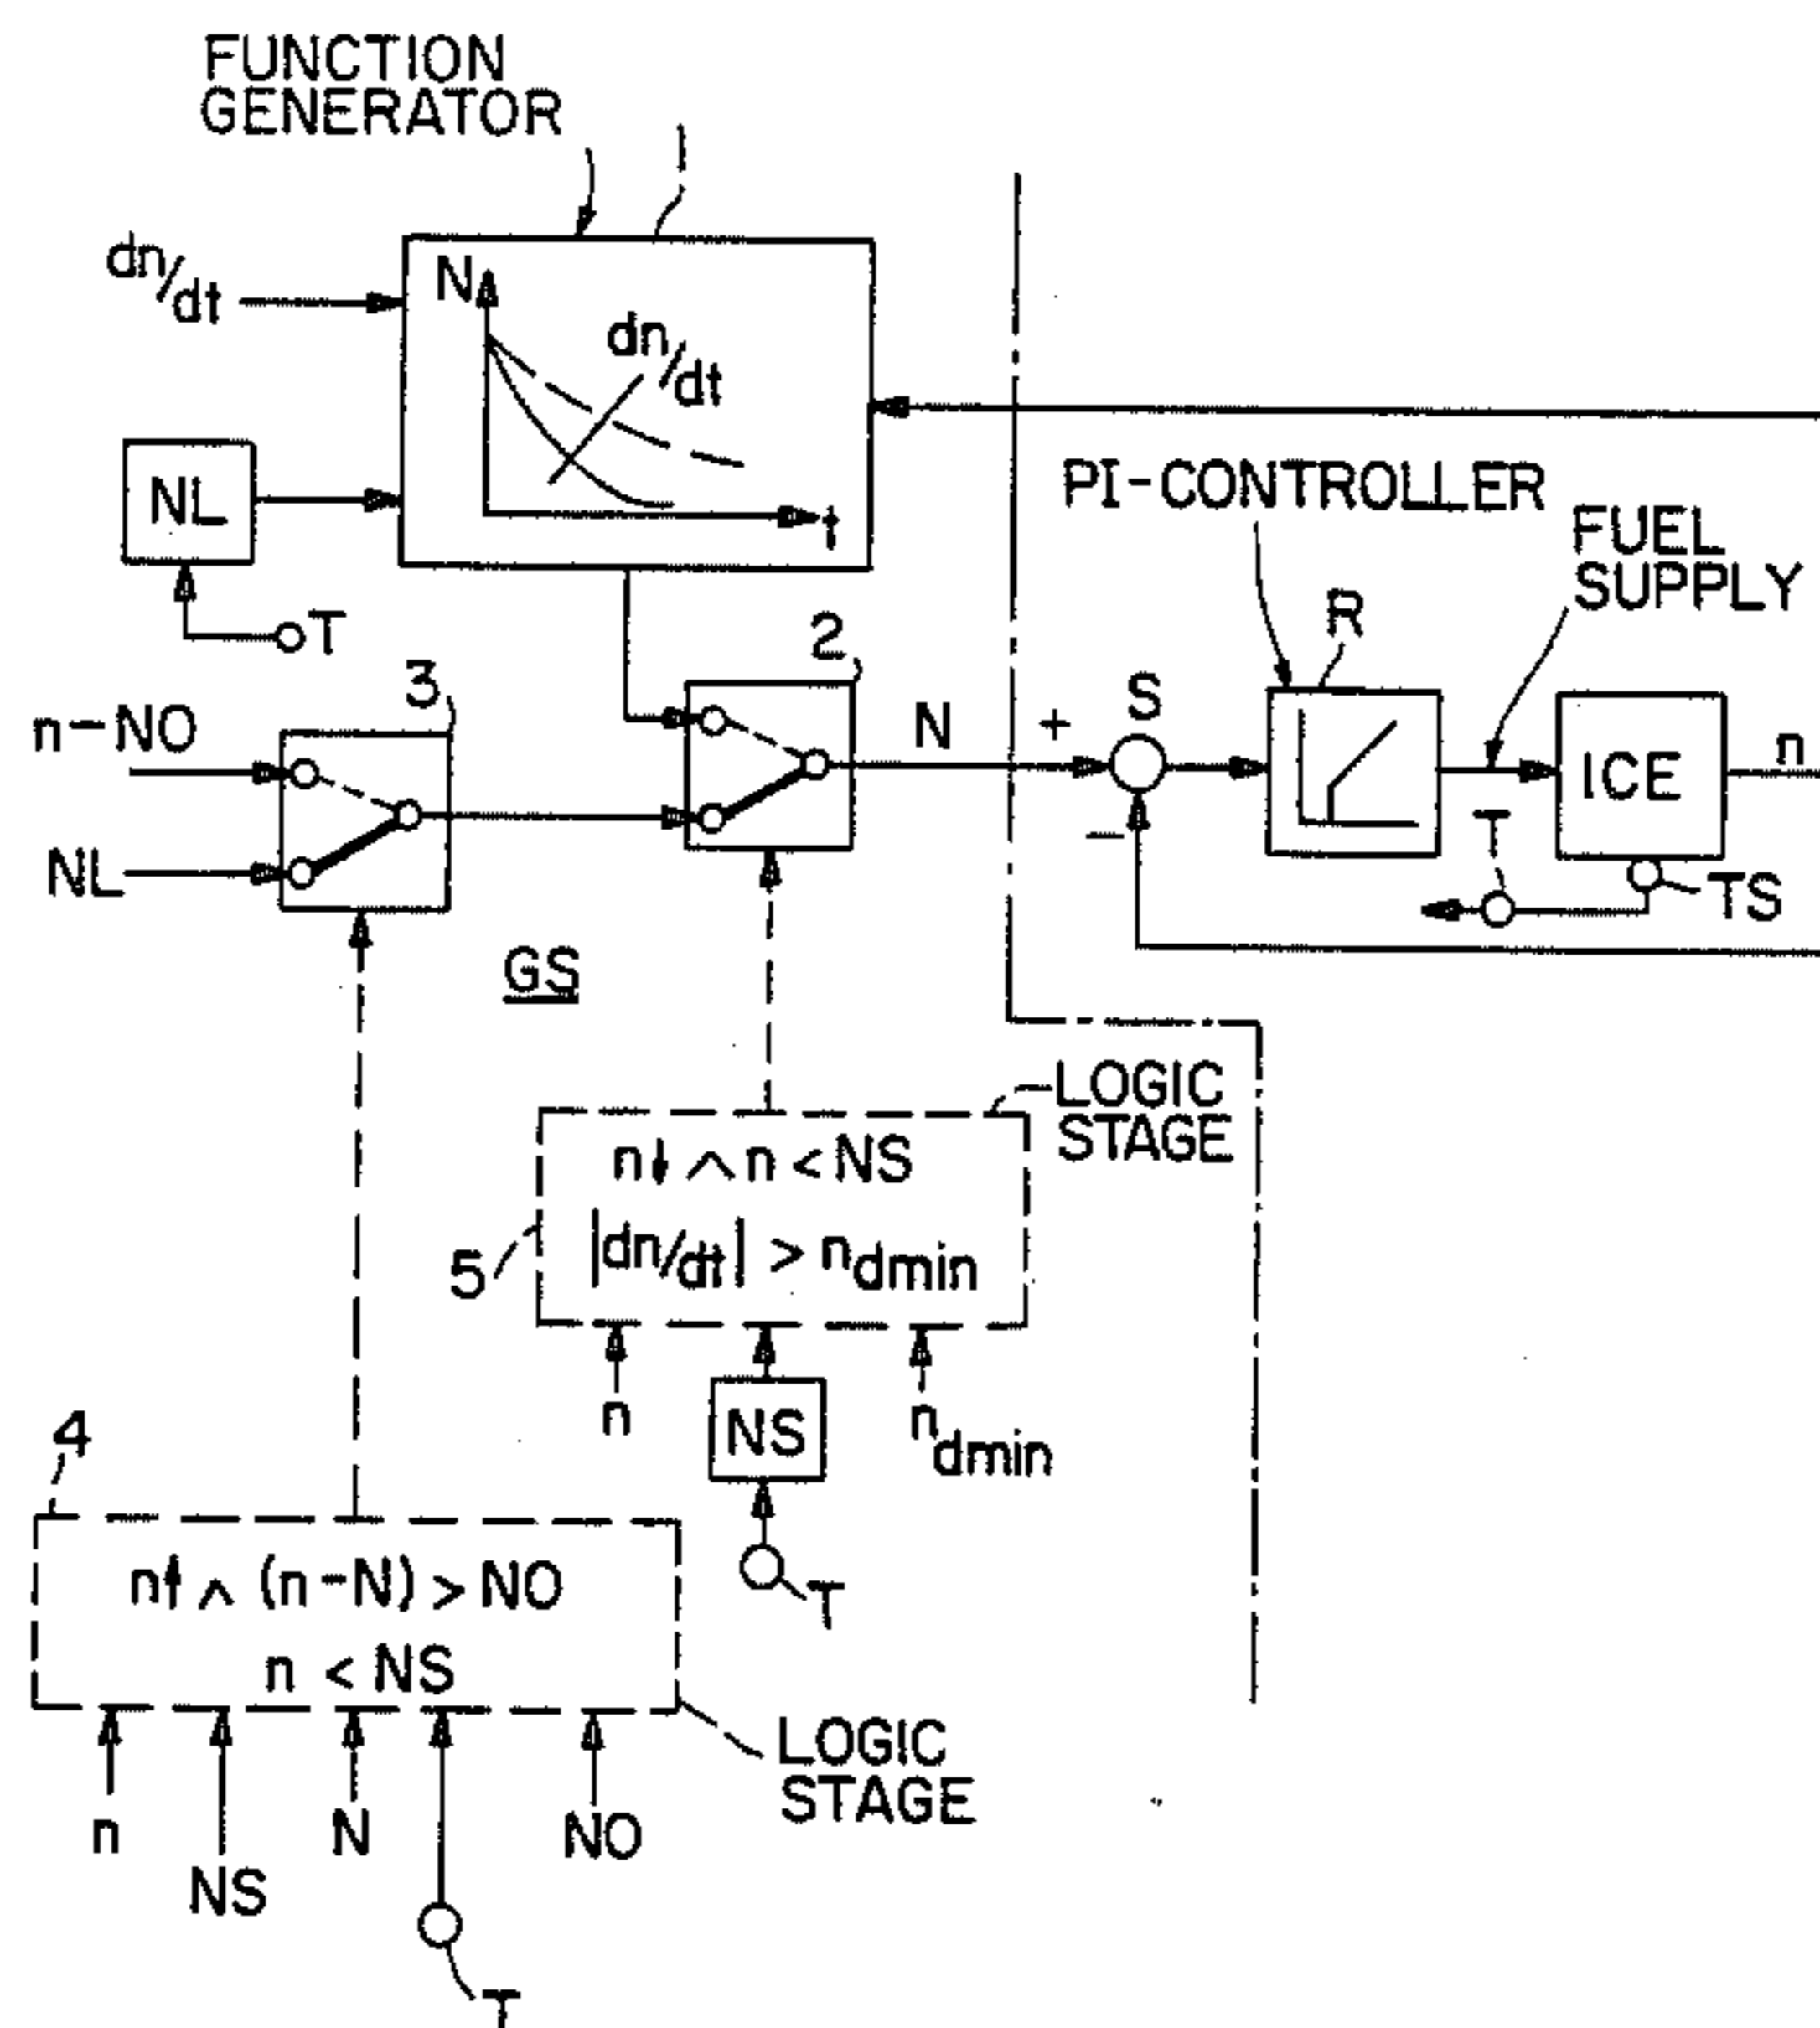 FUNCTION
GENERATOR
dn/dt
N
dn/dt
t
NL
T
PI-CONTROLLER
FUEL
SUPPLY
R
2
3
n-NO
NL
N
+
S
−
ICE
n
T
TS
GS
LOGIC
STAGE
n↓ ∧ n < NS
|dn/dt| > ndmin
5
n
NS
ndmin
T
4
n↑ ∧ (n-N) > NO
n < NS
LOGIC
STAGE
n
NS
N
NO
T